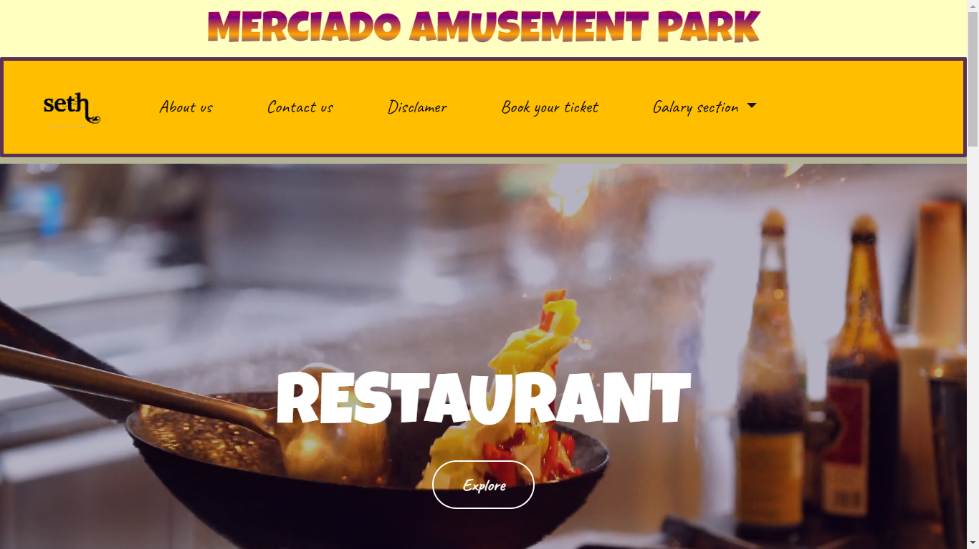 MERCIADO AMUSEMENT PARK
seth
About us Contact us Disclamer Book your ticket Galary section
RESTAURANT
Explore